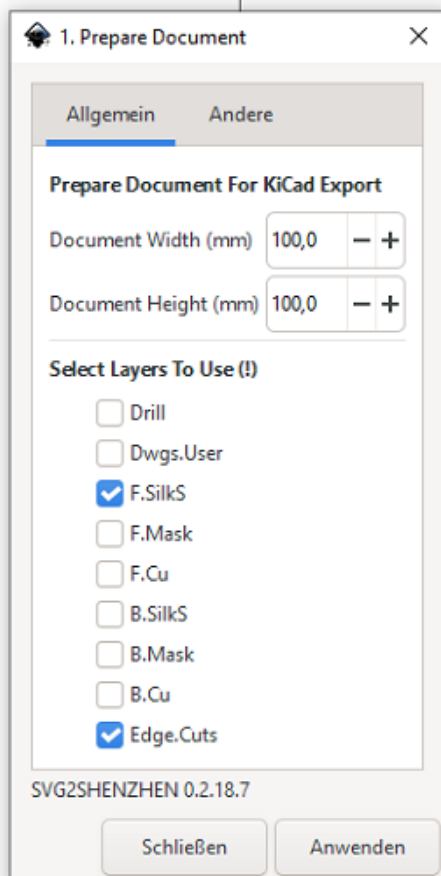 1. Prepare Document
Allgemein Andere
Prepare Document For KiCad Export
Document Width (mm) 100,0 − +
Document Height (mm) 100,0 − +
Select Layers To Use (!)
Drill
Dwgs.User
F.SilkS
F.Mask
F.Cu
B.SilkS
B.Mask
B.Cu
Edge.Cuts
SVG2SHENZHEN 0.2.18.7
Schließen Anwenden